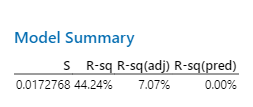 Model Summary
S R-sq R-sq(adj) R-sq(pred)
0.0172768 44.24% 7.07% 0.00%